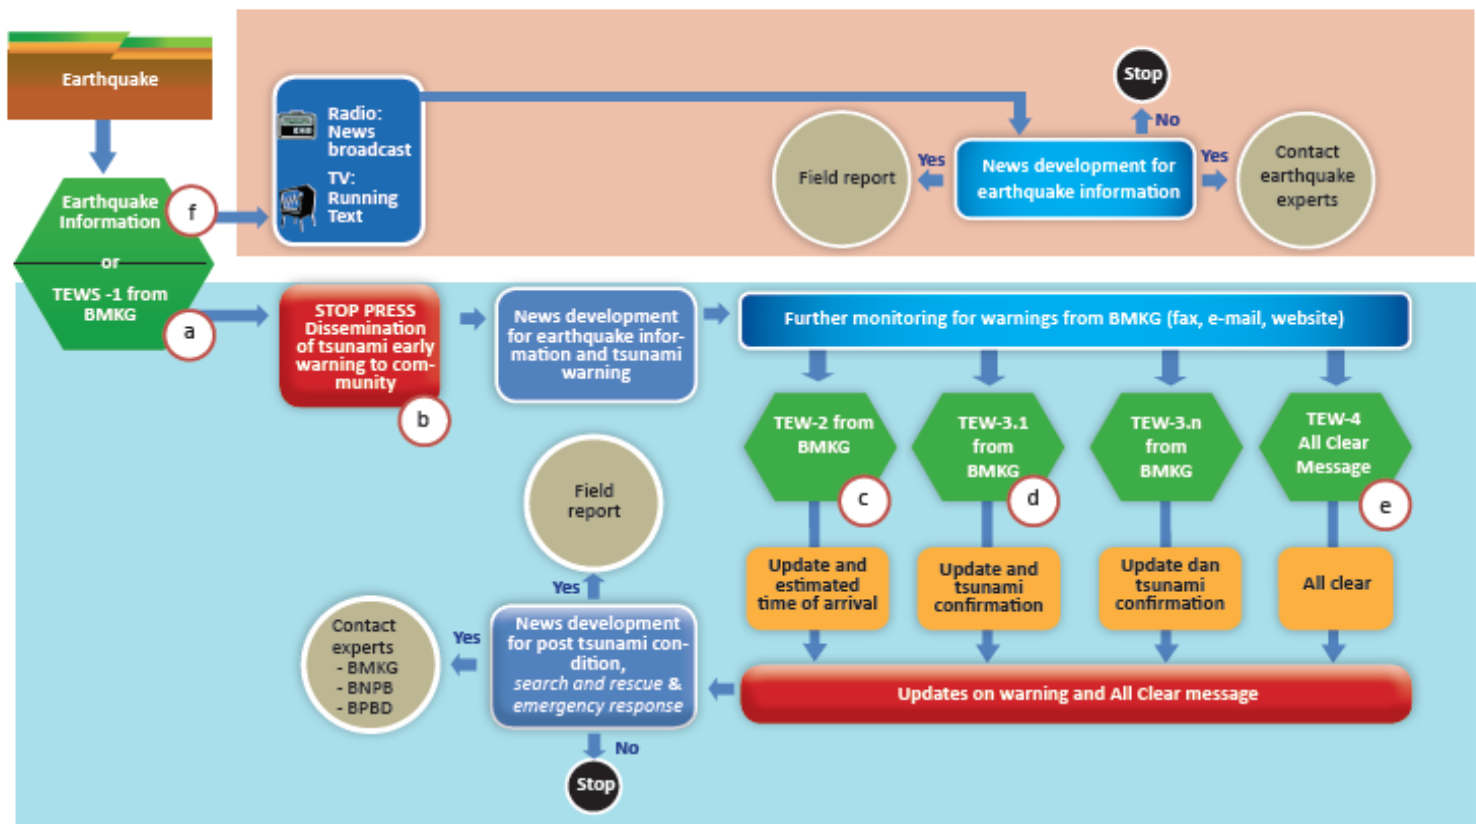 Earthquake
Earthquake
Information
f
or
TEWS -1 from
BMKG
a
Radio:
News
broadcast
TV:
Running
Text
Stop
No
Field report
Yes
News development for
earthquake information
Yes
Contact
earthquake
experts
STOP PRESS
Dissemination
of tsunami early
warning to com-
munity
b
News development
for earthquake infor-
mation and tsunami
warning
Further monitoring for warnings from BMKG (fax, e-mail, website)
TEW-2 from
BMKG
c
TEW-3.1
from
BMKG
d
TEW-3.n
from
BMKG
TEW-4
All Clear
Message
e
Update and
estimated
time of arrival
Update and
tsunami
confirmation
Update dan
tsunami
confirmation
All clear
Updates on warning and All Clear message
Field
report
Yes
News development
for post tsunami con-
dition,
search and rescue &
emergency response
Yes
Contact
experts
- BMKG
- BNPB
- BPBD
No
Stop